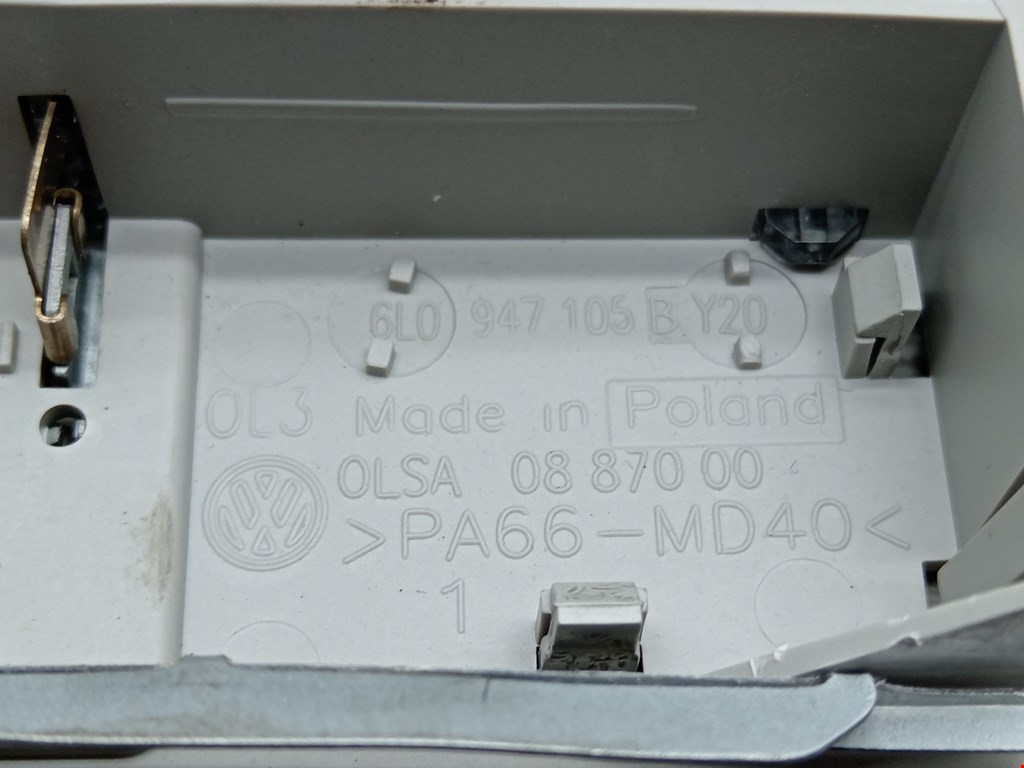 6L0 947 105 B Y20
0L3 Made in Poland
OLSA 08 870 00
>PA66-MD40<
1